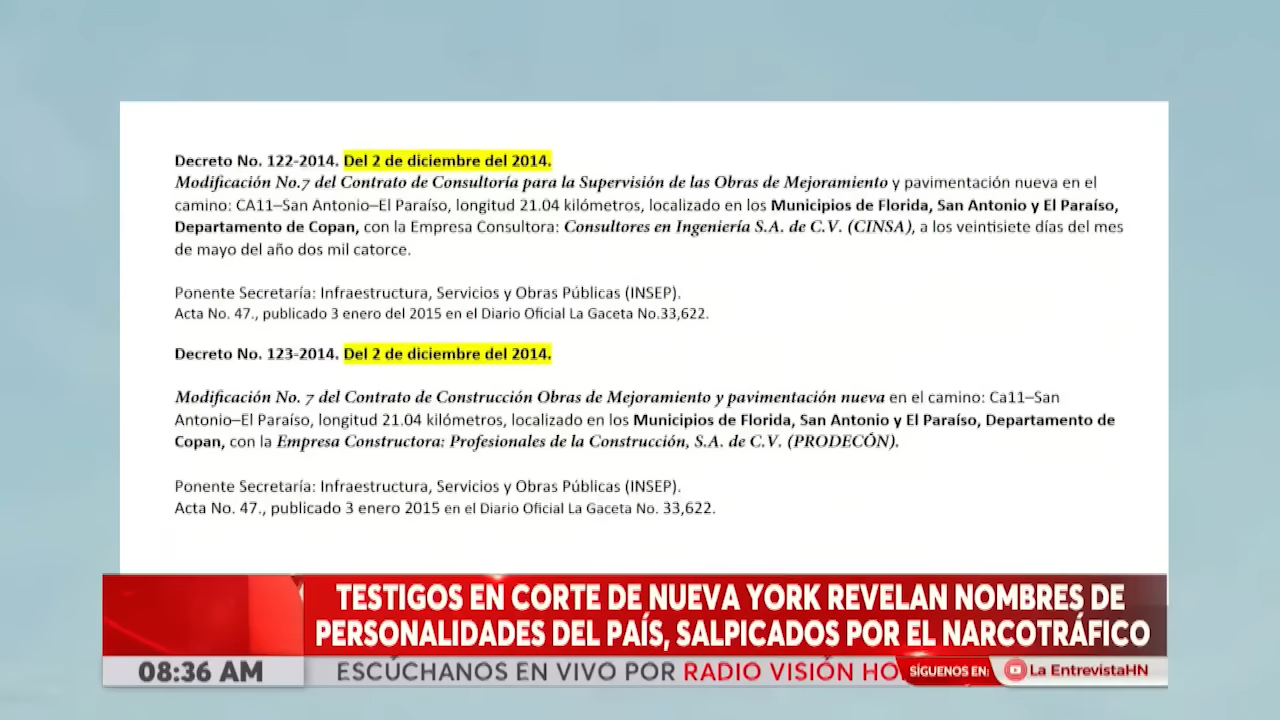 Decreto No. 122-2014. Del 2 de diciembre del 2014.
Modificación No.7 del Contrato de Consultoría para la Supervisión de las Obras de Mejoramiento y pavimentación nueva en el
camino: CA11–San Antonio–El Paraíso, longitud 21.04 kilómetros, localizado en los Municipios de Florida, San Antonio y El Paraíso,
Departamento de Copan, con la Empresa Consultora: Consultores en Ingeniería S.A. de C.V. (CINSA), a los veintisiete días del mes
de mayo del año dos mil catorce.
Ponente Secretaría: Infraestructura, Servicios y Obras Públicas (INSEP).
Acta No. 47., publicado 3 enero del 2015 en el Diario Oficial La Gaceta No.33,622.
Decreto No. 123-2014. Del 2 de diciembre del 2014.
Modificación No. 7 del Contrato de Construcción Obras de Mejoramiento y pavimentación nueva en el camino: Ca11–San
Antonio–El Paraíso, longitud 21.04 kilómetros, localizado en los Municipios de Florida, San Antonio y El Paraíso, Departamento de
Copan, con la Empresa Constructora: Profesionales de la Construcción, S.A. de C.V. (PRODECÓN).
Ponente Secretaría: Infraestructura, Servicios y Obras Públicas (INSEP).
Acta No. 47., publicado 3 enero 2015 en el Diario Oficial La Gaceta No. 33,622.
TESTIGOS EN CORTE DE NUEVA YORK REVELAN NOMBRES DE
PERSONALIDADES DEL PAÍS, SALPICADOS POR EL NARCOTRÁFICO
08:36 AM ESCÚCHANOS EN VIVO POR RADIO VISIÓN HO SÍGUENOS EN: La EntrevistaHN